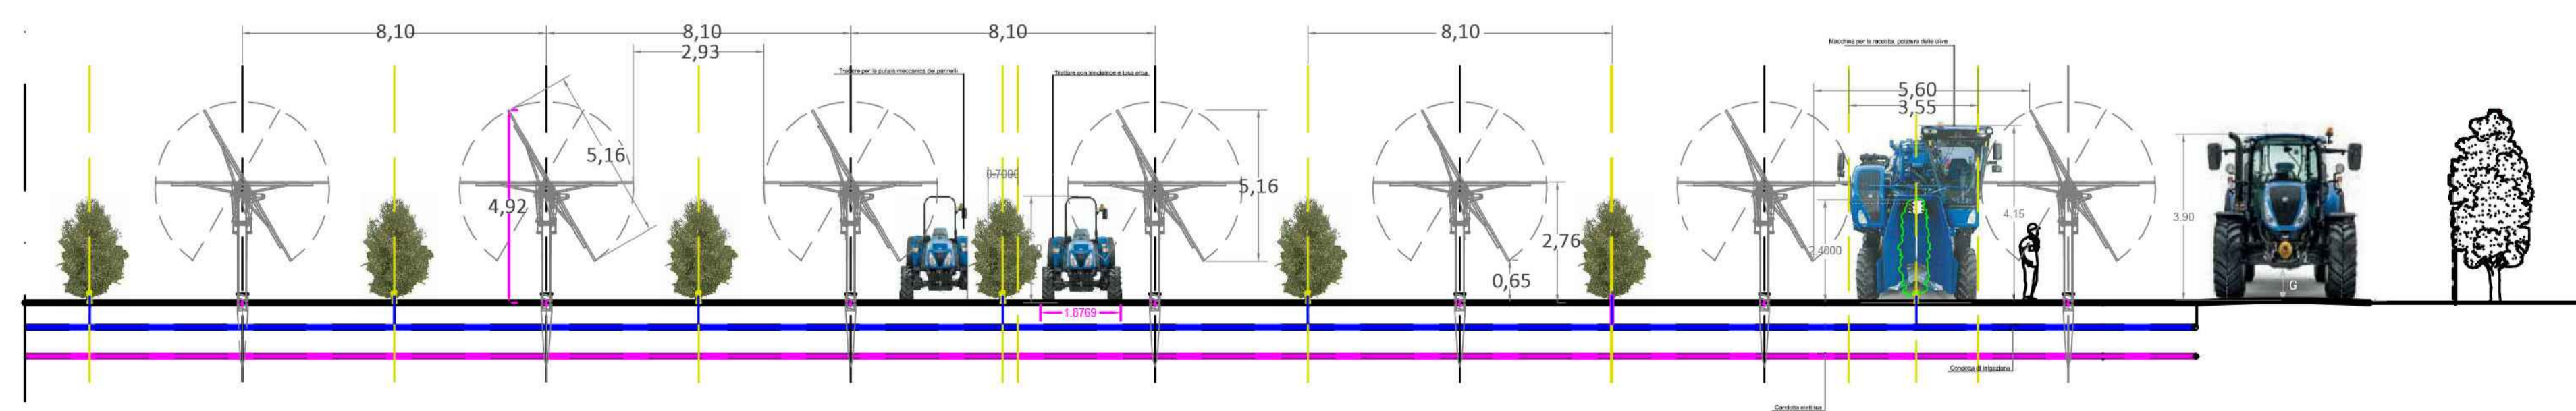 8,10
8,10
8,10
8,10
2,93
Trattore per la pulizia meccanica dei pannelli
Trattore con trinciatrice e tosa erba
Macchina per la raccolta, potatura delle olive
5,60
3,55
5,16
4,92
0.7000
5,16
2,76
0,65
2.4000
4.15
3.90
G
1.8769
Condotta di irrigazione
Condotta elettrica